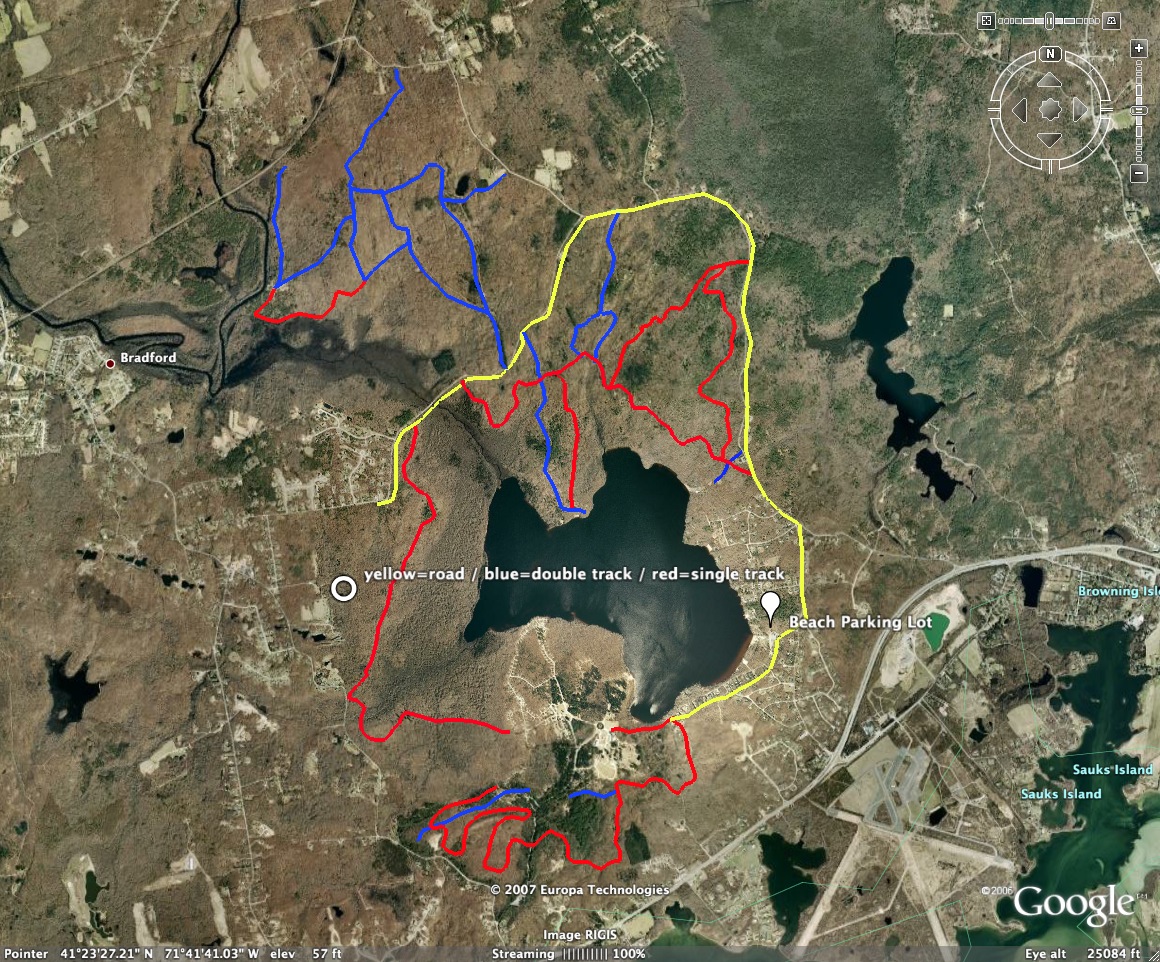 N
Bradford
yellow=road / blue=double track / red=single track
Browning Isl
Beach Parking Lot
Sauks Island
Sauks Island
© 2007 Europa Technologies
©2006
Google™
Image RIGIS
Pointer 41°23'27.21" N 71°41'41.03" W elev 57 ft Streaming 100% Eye alt 25084 ft